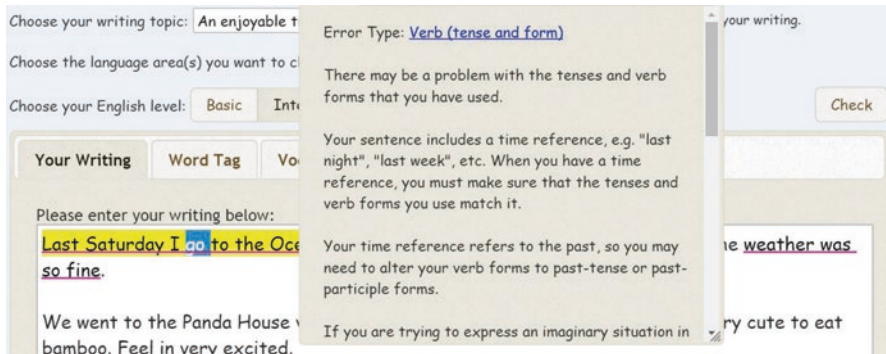 Choose your writing topic: An enjoyable t
your writing.
Choose the language area(s) you want to c
Choose your English level: Basic Inte
Check
Your Writing Word Tag Vo
Please enter your writing below:
Last Saturday I go to the Oce
e weather was
so fine.
We went to the Panda House
ry cute to eat
bamboo. Feel in very excited.
Error Type: Verb (tense and form)
There may be a problem with the tenses and verb
forms that you have used.
Your sentence includes a time reference, e.g. "last
night", "last week", etc. When you have a time
reference, you must make sure that the tenses and
verb forms you use match it.
Your time reference refers to the past, so you may
need to alter your verb forms to past-tense or past-
participle forms.
If you are trying to express an imaginary situation in